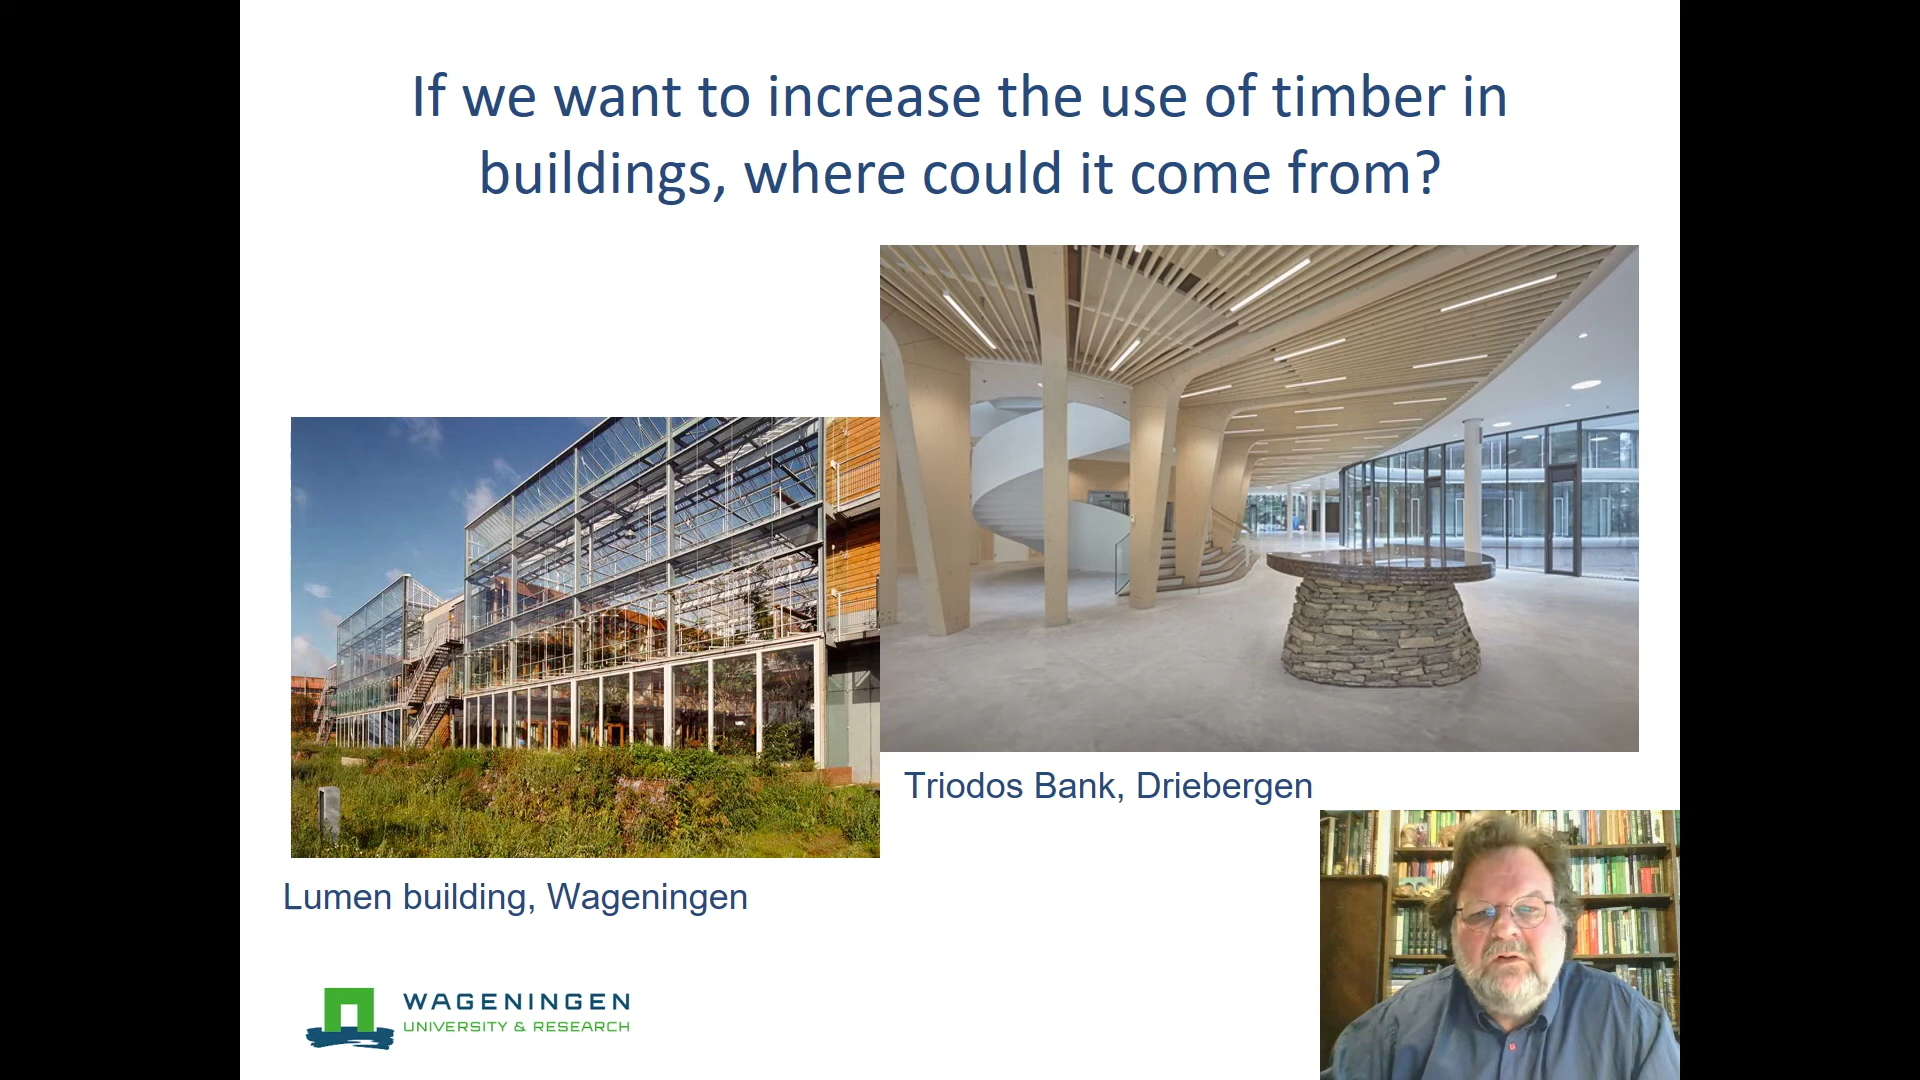 If we want to increase the use of timber in
buildings, where could it come from?
Triodos Bank, Driebergen
Lumen building, Wageningen
WAGENINGEN
UNIVERSITY & RESEARCH